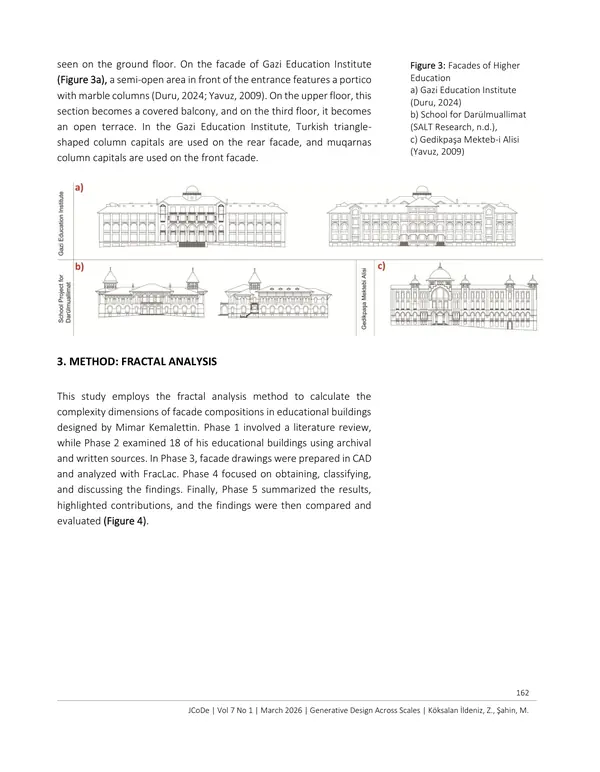 seen on the ground floor. On the facade of Gazi Education Institute
(Figure 3a), a semi-open area in front of the entrance features a portico
with marble columns (Duru, 2024; Yavuz, 2009). On the upper floor, this
section becomes a covered balcony, and on the third floor, it becomes
an open terrace. In the Gazi Education Institute, Turkish triangle-
shaped column capitals are used on the rear facade, and muqarnas
column capitals are used on the front facade.
Figure 3: Facades of Higher
Education
a) Gazi Education Institute
(Duru, 2024)
b) School for Darülmuallimat
(SALT Research, n.d.),
c) Gedikpaşa Mekteb-i Alisi
(Yavuz, 2009)
a)
Gazi Education Institute
b)
School Project for
Darülmuallimat
Gedikpaşa Mektebi Alisi
c)
3. METHOD: FRACTAL ANALYSIS
This study employs the fractal analysis method to calculate the
complexity dimensions of facade compositions in educational buildings
designed by Mimar Kemalettin. Phase 1 involved a literature review,
while Phase 2 examined 18 of his educational buildings using archival
and written sources. In Phase 3, facade drawings were prepared in CAD
and analyzed with FracLac. Phase 4 focused on obtaining, classifying,
and discussing the findings. Finally, Phase 5 summarized the results,
highlighted contributions, and the findings were then compared and
evaluated (Figure 4).
162
JCoDe | Vol 7 No 1 | March 2026 | Generative Design Across Scales | Köksalan İldeniz, Z., Şahin, M.